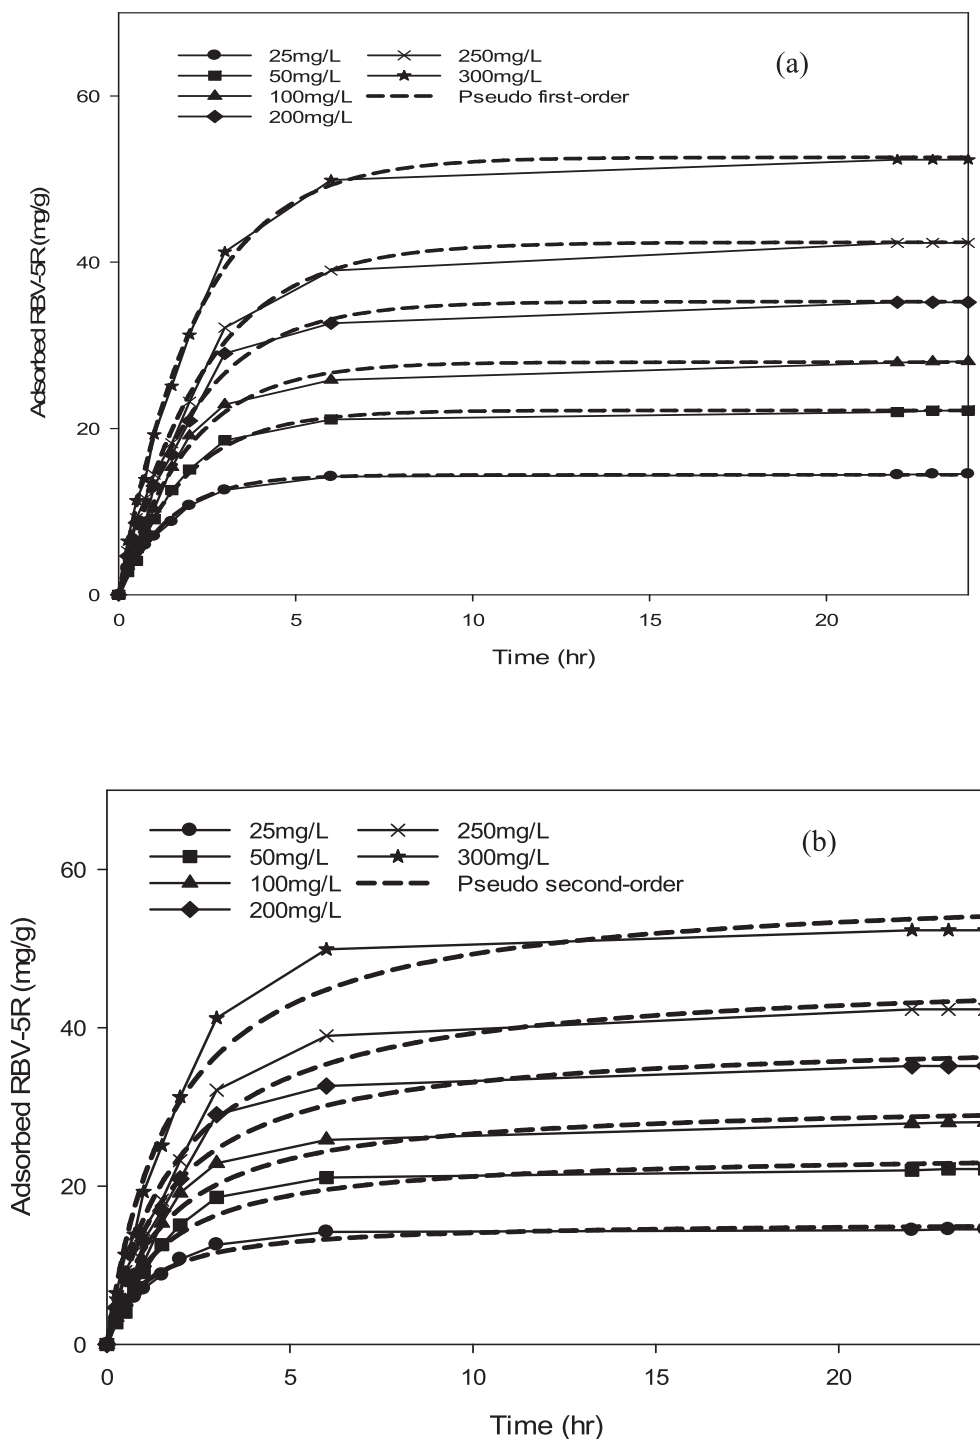 (a)
25mg/L
50mg/L
100mg/L
200mg/L
250mg/L
300mg/L
Pseudo first-order
60
40
20
0
Adsorbed RBV-5R (mg/g)
0 5 10 15 20
Time (hr)
(b)
25mg/L
50mg/L
100mg/L
200mg/L
250mg/L
300mg/L
Pseudo second-order
60
40
20
0
Adsorbed RBV-5R (mg/g)
0 5 10 15 20
Time (hr)